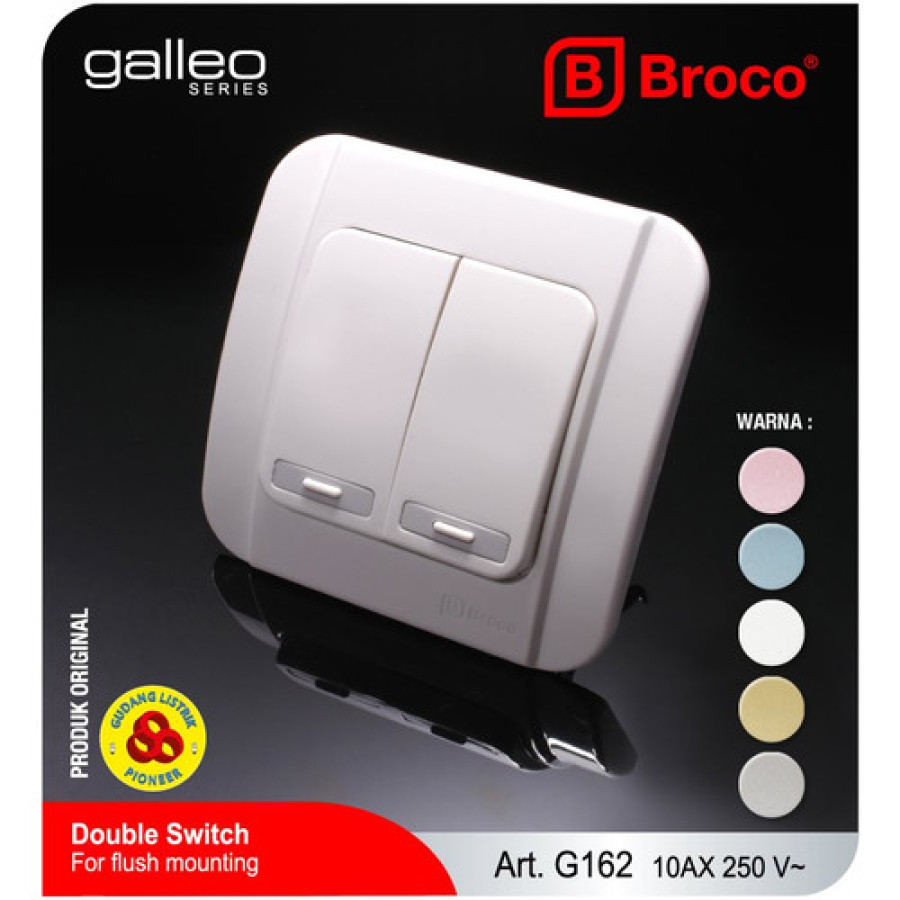 galleo
SERIES
B Broco®
WARNA :
B Broco
PRODUK ORIGINAL
GUDANG LISTRIK
PIONEER
Double Switch
For flush mounting
Art. G162 10AX 250 V~